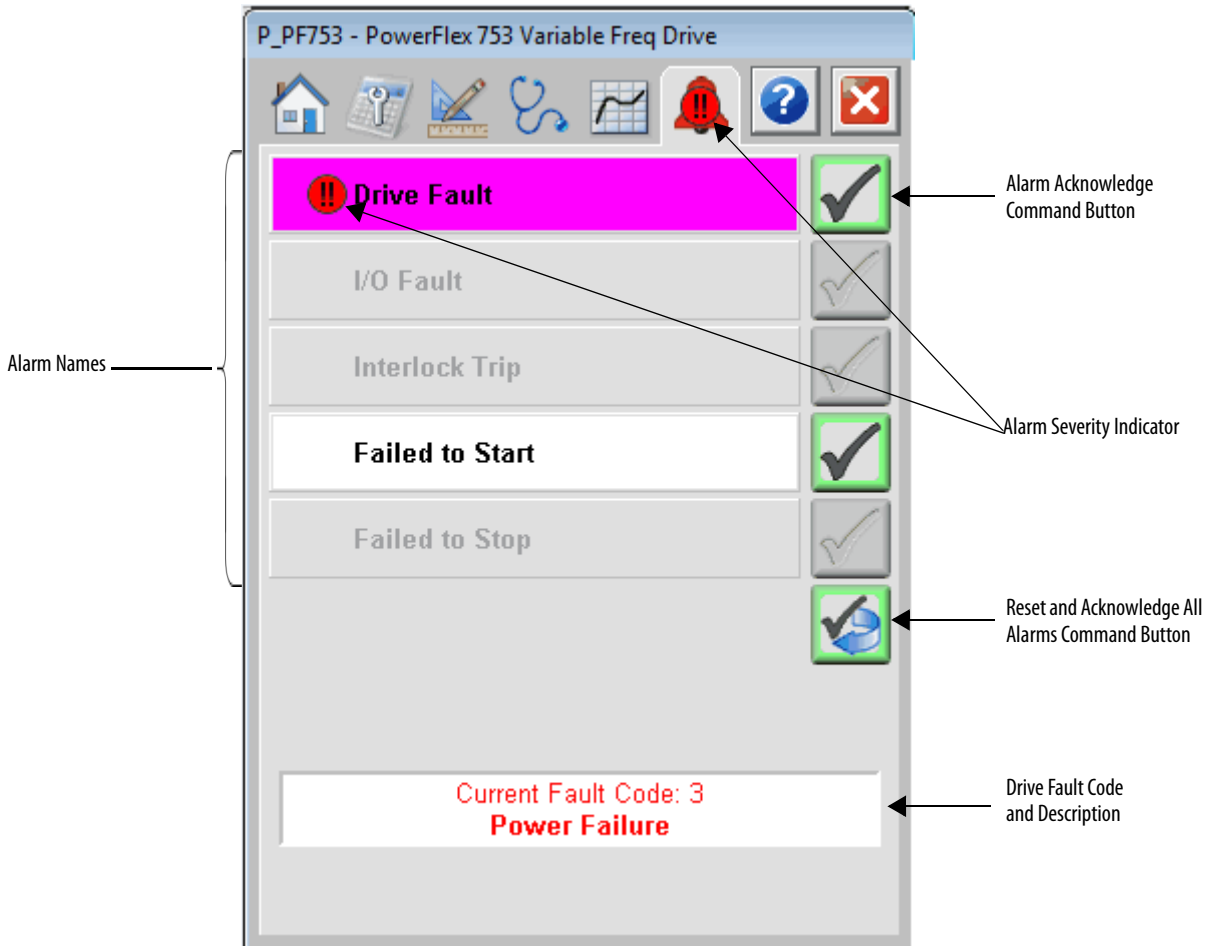 P_PF753 - PowerFlex 753 Variable Freq Drive
Drive Fault
Alarm Acknowledge
Command Button
I/O Fault
Alarm Names
Interlock Trip
Failed to Start
Alarm Severity Indicator
Failed to Stop
Reset and Acknowledge All
Alarms Command Button
Current Fault Code: 3
Power Failure
Drive Fault Code
and Description